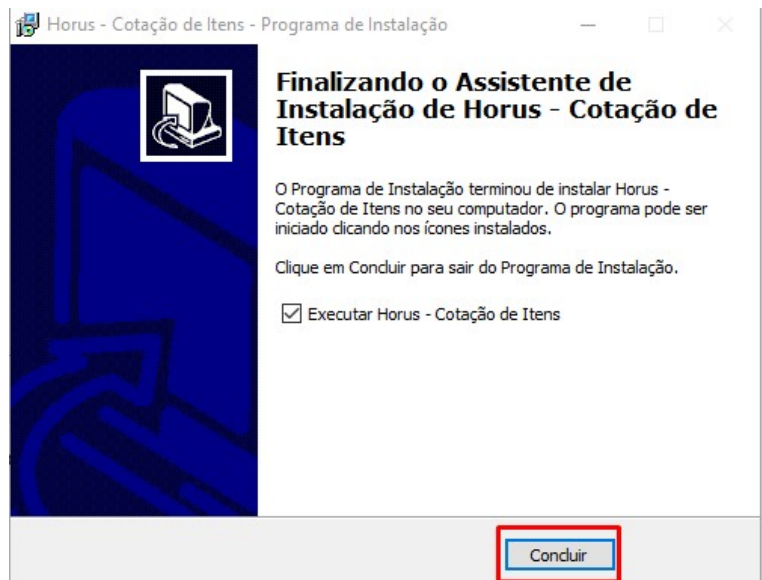 Horus - Cotação de Itens - Programa de Instalação
Finalizando o Assistente de
Instalação de Horus - Cotação de
Itens
O Programa de Instalação terminou de instalar Horus -
Cotação de Itens no seu computador. O programa pode ser
iniciado clicando nos ícones instalados.
Clique em Concluir para sair do Programa de Instalação.
Executar Horus - Cotação de Itens
Concluir